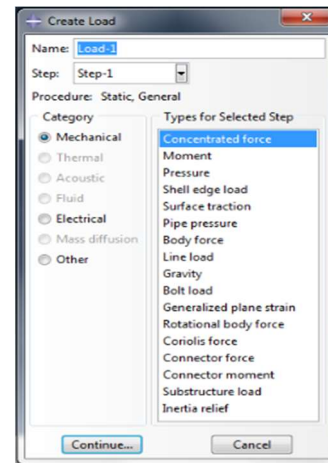 Create Load
Name: Load-1
Step: Step-1
Procedure: Static, General
Category
Mechanical
Thermal
Acoustic
Fluid
Electrical
Mass diffusion
Other
Types for Selected Step
Concentrated force
Moment
Pressure
Shell edge load
Surface traction
Pipe pressure
Body force
Line load
Gravity
Bolt load
Generalized plane strain
Rotational body force
Coriolis force
Connector force
Connector moment
Substructure load
Inertia relief
Continue...
Cancel